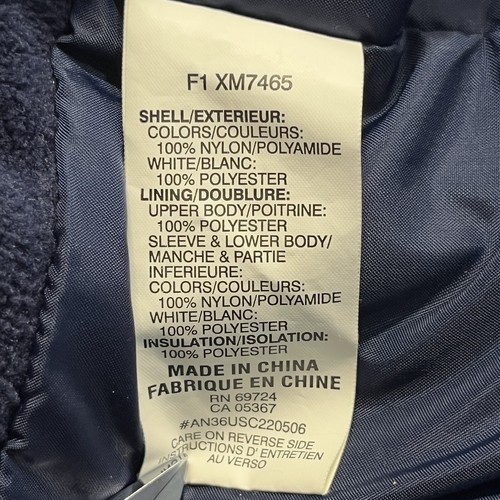 F1 XM7465
SHELL/EXTERIEUR:
COLORS/COULEURS:
100% NYLON/POLYAMIDE
WHITE/BLANC:
100% POLYESTER
LINING/DOUBLURE:
UPPER BODY/POITRINE:
100% POLYESTER
SLEEVE & LOWER BODY/
MANCHE & PARTIE
INFERIEURE:
COLORS/COULEURS:
100% NYLON/POLYAMIDE
WHITE/BLANC:
100% POLYESTER
INSULATION/ISOLATION:
100% POLYESTER
MADE IN CHINA
FABRIQUE EN CHINE
RN 69724
CA 05367
#AN36USC220506
CARE ON REVERSE SIDE
INSTRUCTIONS D'ENTRETIEN
AU VERSO